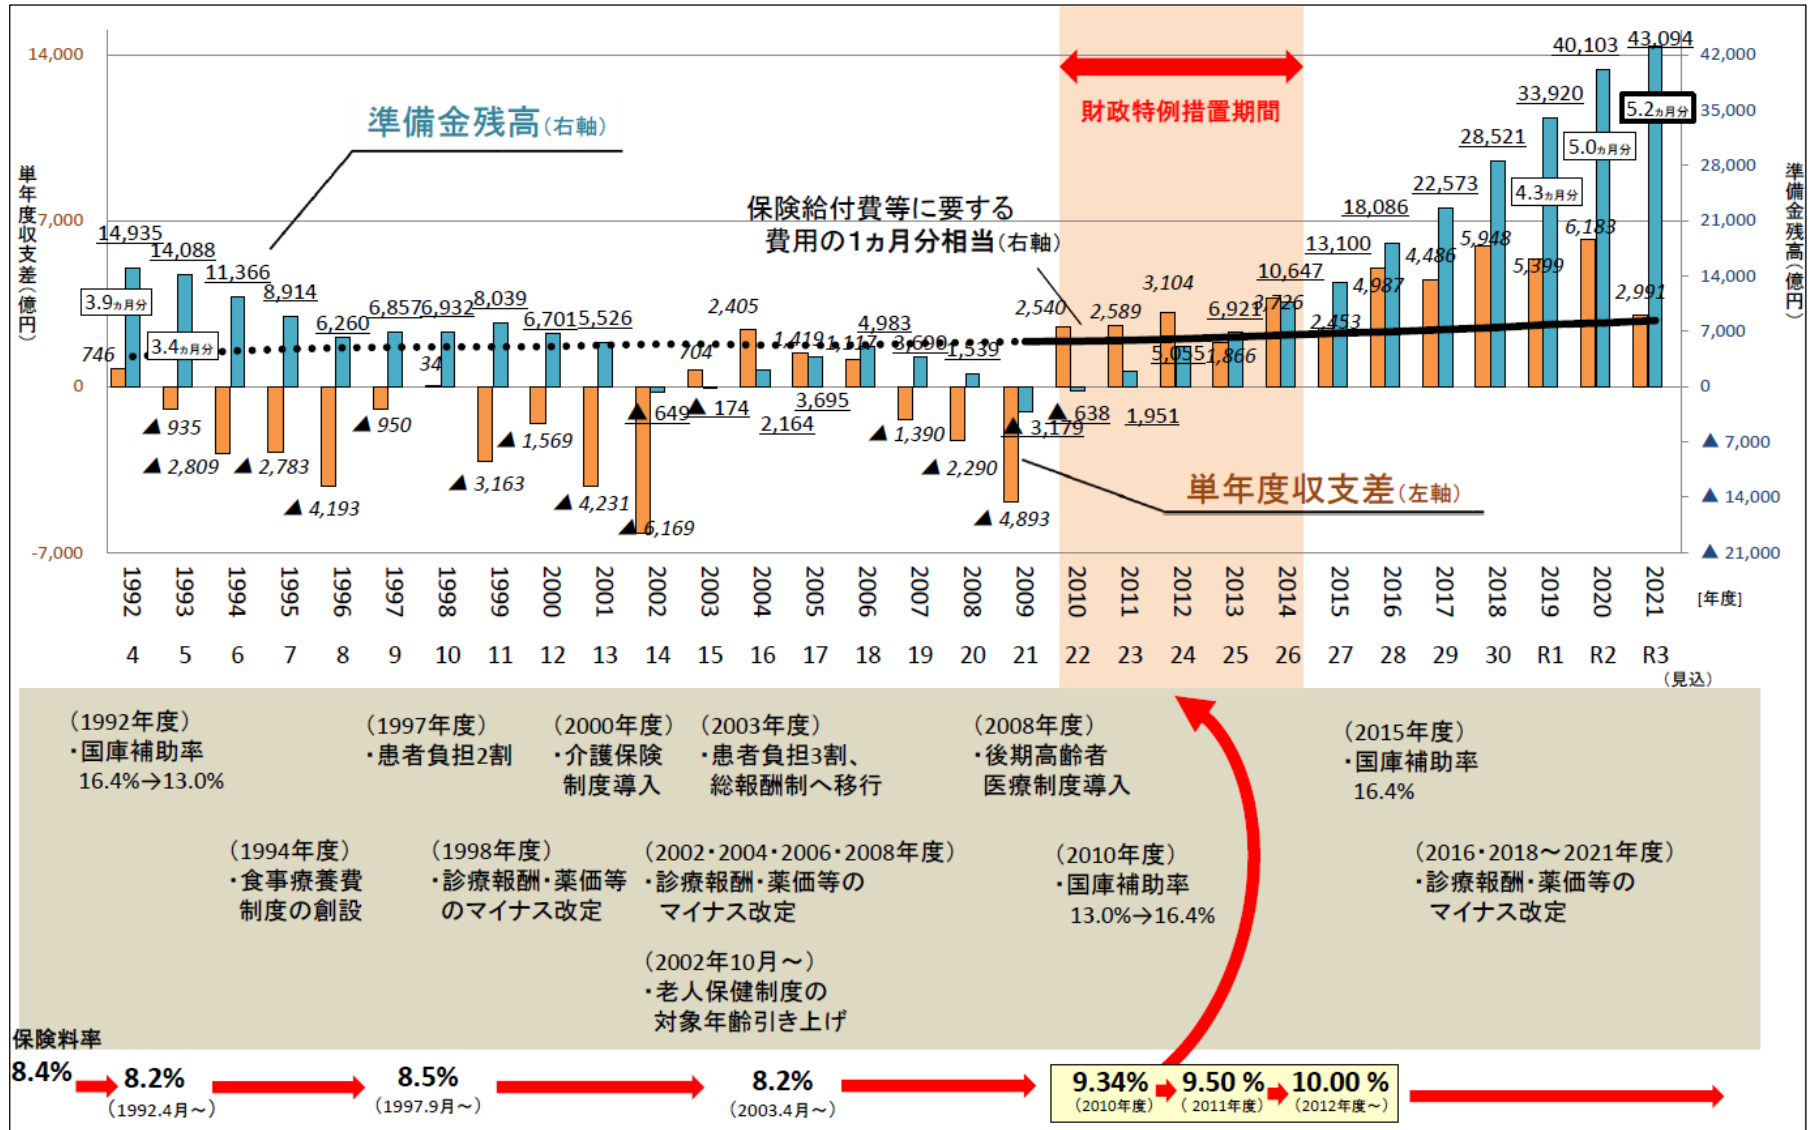 14,000
7,000
0
-7,000
単年度収支差(億円)
準備金残高(右軸)
財政特例措置期間
保険給付費等に要する
費用の1ヵ月分相当(右軸)
単年度収支差(左軸)
42,000
35,000
28,000
21,000
14,000
7,000
0
▲ 7,000
▲ 14,000
▲ 21,000
準備金残高(億円)
14,935
14,088
11,366
8,914
6,260
6,857
6,932
8,039
6,701
5,526
▲ 649
▲ 174
2,164
3,695
4,983
3,690
1,539
▲ 3,179
▲ 638
1,951
5,055
6,921
10,647
13,100
18,086
22,573
28,521
33,920
40,103
43,094
3.9ヵ月分
3.4ヵ月分
4.3ヵ月分
5.0ヵ月分
5.2ヵ月分
746
▲ 935
▲ 2,809
▲ 2,783
▲ 4,193
▲ 950
34
▲ 3,163
▲ 1,569
▲ 4,231
▲ 6,169
704
2,405
1,419
1,117
▲ 1,390
▲ 2,290
▲ 4,893
2,540
2,589
3,104
1,866
3,726
2,453
4,987
4,486
5,948
5,399
6,183
2,991
1992 1993 1994 1995 1996 1997 1998 1999 2000 2001 2002 2003 2004 2005 2006 2007 2008 2009 2010 2011 2012 2013 2014 2015 2016 2017 2018 2019 2020 2021 [年度]
4 5 6 7 8 9 10 11 12 13 14 15 16 17 18 19 20 21 22 23 24 25 26 27 28 29 30 R1 R2 R3
(見込)
(1992年度)
・国庫補助率
16.4%→13.0%
(1997年度)
・患者負担2割
(2000年度)
・介護保険
制度導入
(2003年度)
・患者負担3割、
総報酬制へ移行
(2008年度)
・後期高齢者
医療制度導入
(2015年度)
・国庫補助率
16.4%
(1994年度)
・食事療養費
制度の創設
(1998年度)
・診療報酬・薬価等
のマイナス改定
(2002・2004・2006・2008年度)
・診療報酬・薬価等の
マイナス改定
(2010年度)
・国庫補助率
13.0%→16.4%
(2016・2018～2021年度)
・診療報酬・薬価等の
マイナス改定
(2002年10月～)
・老人保健制度の
対象年齢引き上げ
保険料率
8.4%
8.2%
(1992.4月～)
8.5%
(1997.9月～)
8.2%
(2003.4月～)
9.34%
(2010年度)
9.50 %
( 2011年度)
10.00 %
(2012年度～)